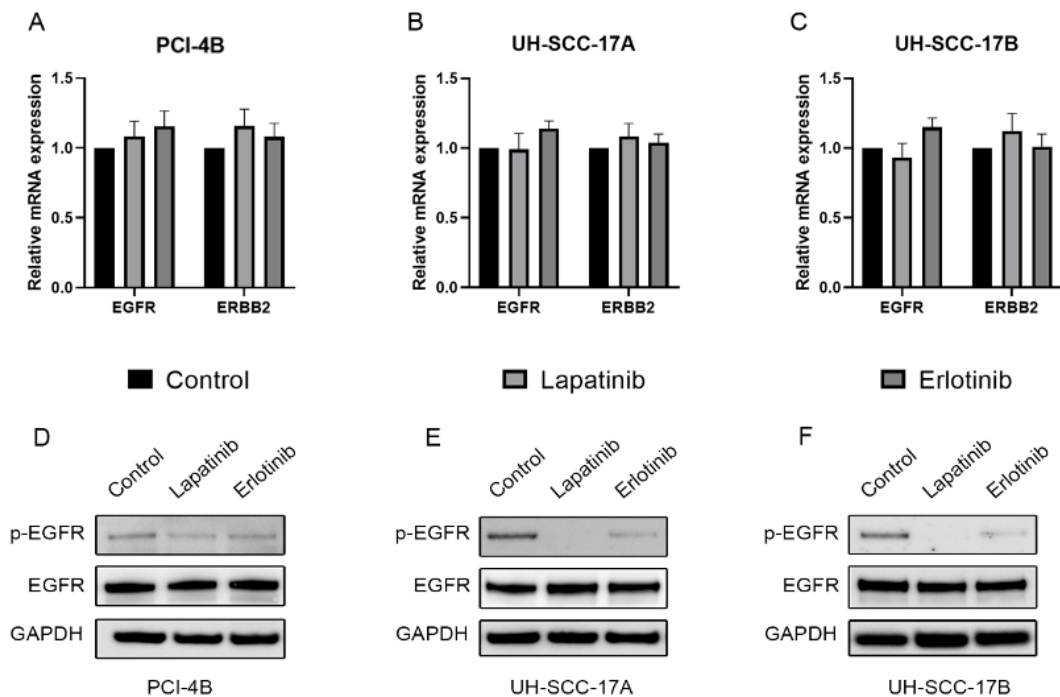 A
PCI-4B
Relative mRNA expression
1.5
1.0
0.5
0.0
EGFR
ERBB2
B
UH-SCC-17A
Relative mRNA expression
1.5
1.0
0.5
0.0
EGFR
ERBB2
C
UH-SCC-17B
Relative mRNA expression
1.5
1.0
0.5
0.0
EGFR
ERBB2
Control
Lapatinib
Erlotinib
D
Control
Lapatinib
Erlotinib
p-EGFR
EGFR
GAPDH
PCI-4B
E
Control
Lapatinib
Erlotinib
p-EGFR
EGFR
GAPDH
UH-SCC-17A
F
Control
Lapatinib
Erlotinib
p-EGFR
EGFR
GAPDH
UH-SCC-17B